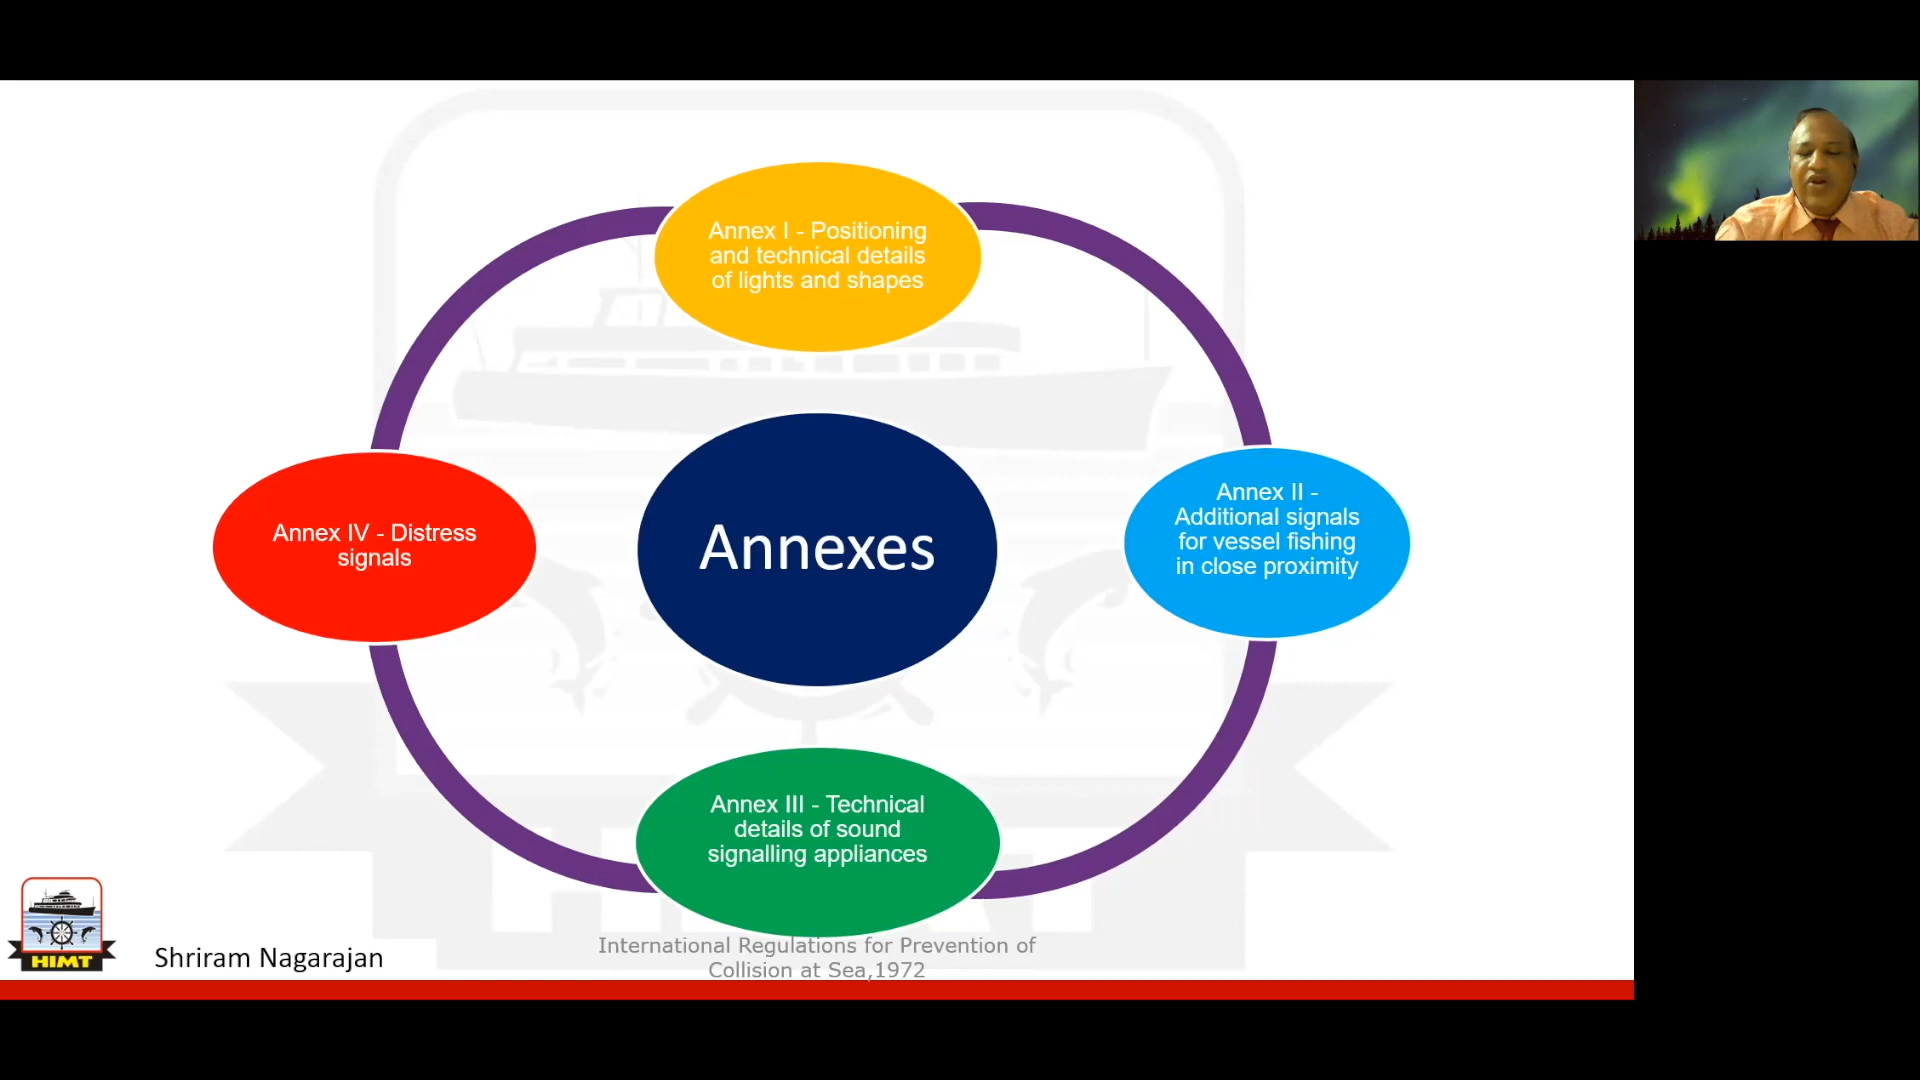 Annex I - Positioning
and technical details
of lights and shapes
Annex II -
Additional signals
for vessel fishing
in close proximity
Annexes
Annex IV - Distress
signals
Annex III - Technical
details of sound
signalling appliances
HIMT
Shriram Nagarajan
International Regulations for Prevention of
Collision at Sea,1972